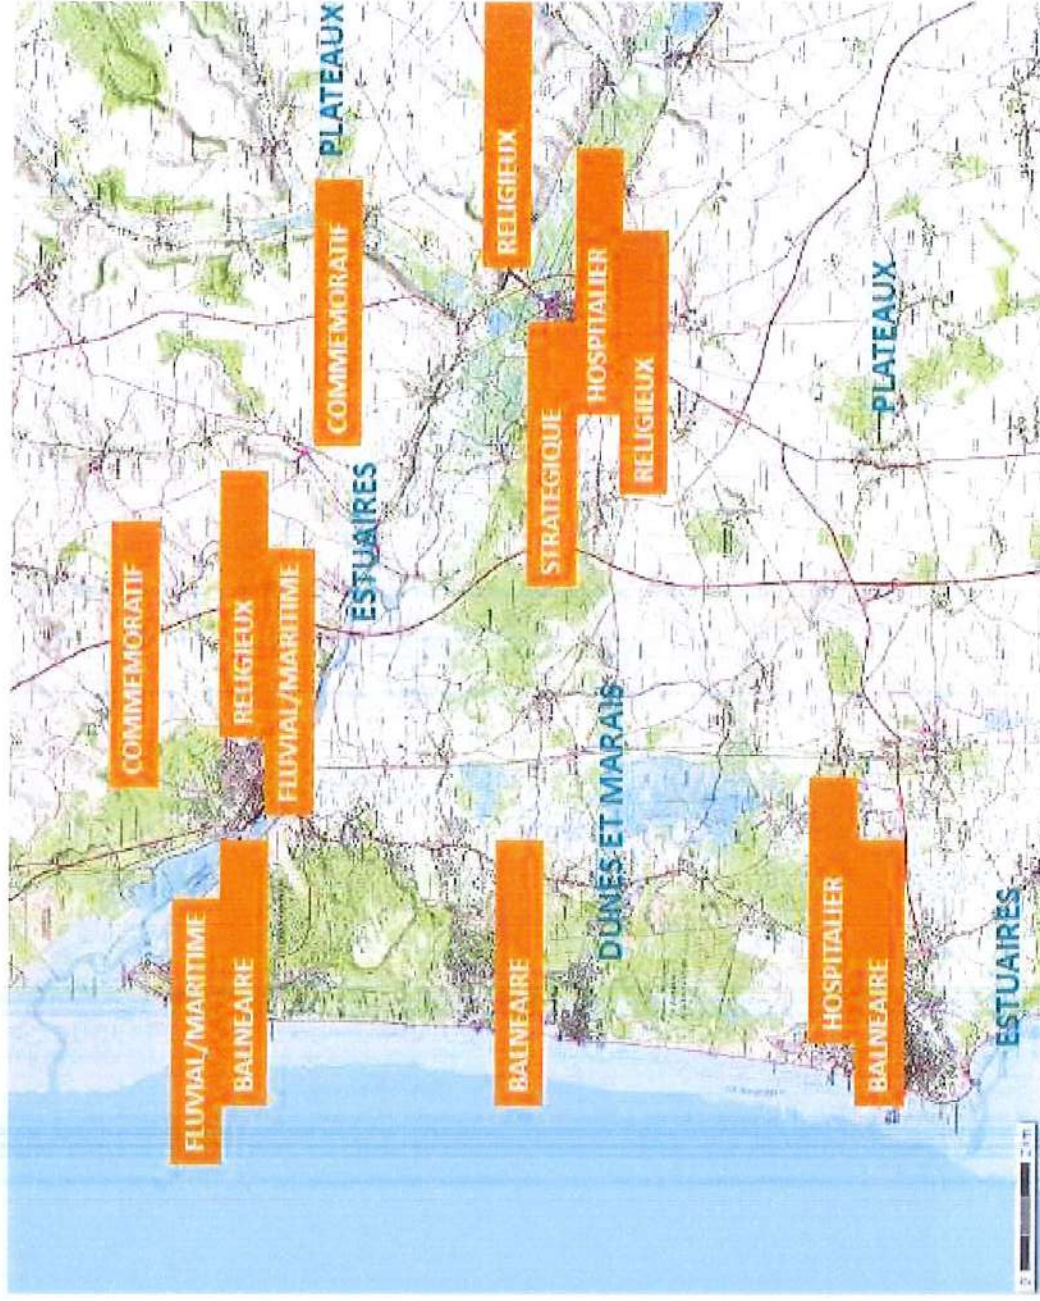 COMMEMORATIF
FLUVIAL/MARITIME
BALNEAIRE
RELIGIEUX
FLUVIAL/MARITIME
PLATEAUX
COMMEMORATIF
ESTUAIRES
RELIGIEUX
BALNEAIRE
STRATEGIQUE
HOSPITALIER
RELIGIEUX
DUNES ET MARAIS
HOSPITALIER
BALNEAIRE
PLATEAUX
ESTUAIRES